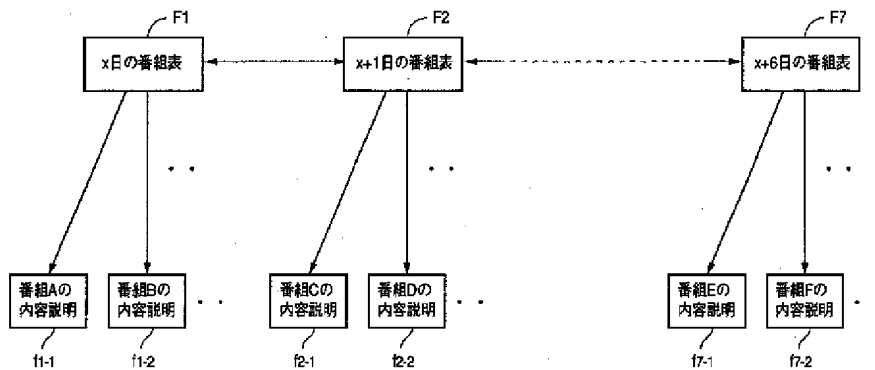 F1
F2
F7
x日の番組表
x+1日の番組表
x+6日の番組表
番組Aの
内容説明
番組Bの
内容説明
番組Cの
内容説明
番組Dの
内容説明
番組Eの
内容説明
番組Fの
内容説明
f1-1
f1-2
f2-1
f2-2
f7-1
f7-2